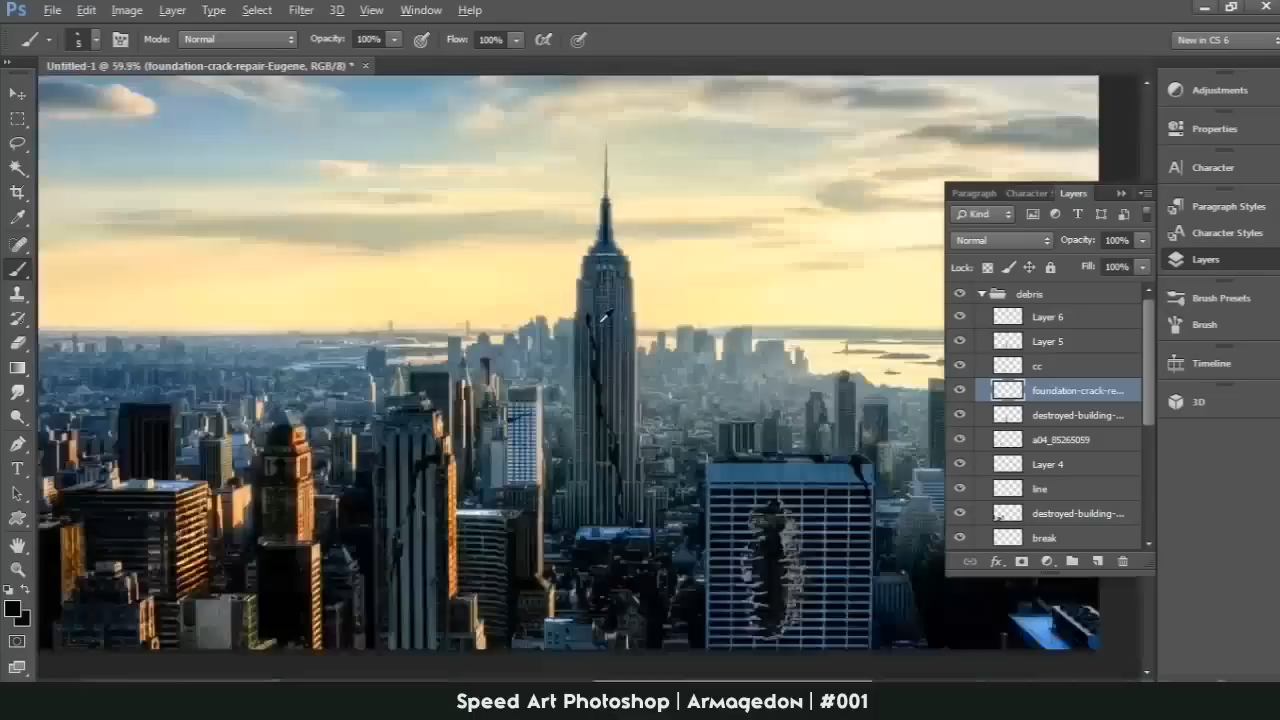 Ps File Edit Image Layer Type Select Filter 3D View Window Help
5 Mode: Normal Opacity: 100% Flow: 100% New in CS 6
Untitled-1 @ 59.9% (foundation-crack-repair-Eugene, RGB/8) * ×
Adjustments
Properties
Character
Paragraph Styles
Character Styles
Layers
Brush Presets
Brush
Timeline
3D
Paragraph Character Layers
Kind
Normal Opacity: 100%
Lock: Fill: 100%
debris
Layer 6
Layer 5
cc
foundation-crack-re...
destroyed-building-...
a04_85265059
Layer 4
line
destroyed-building-...
break
Speed Art Photoshop | Armagedon | #001